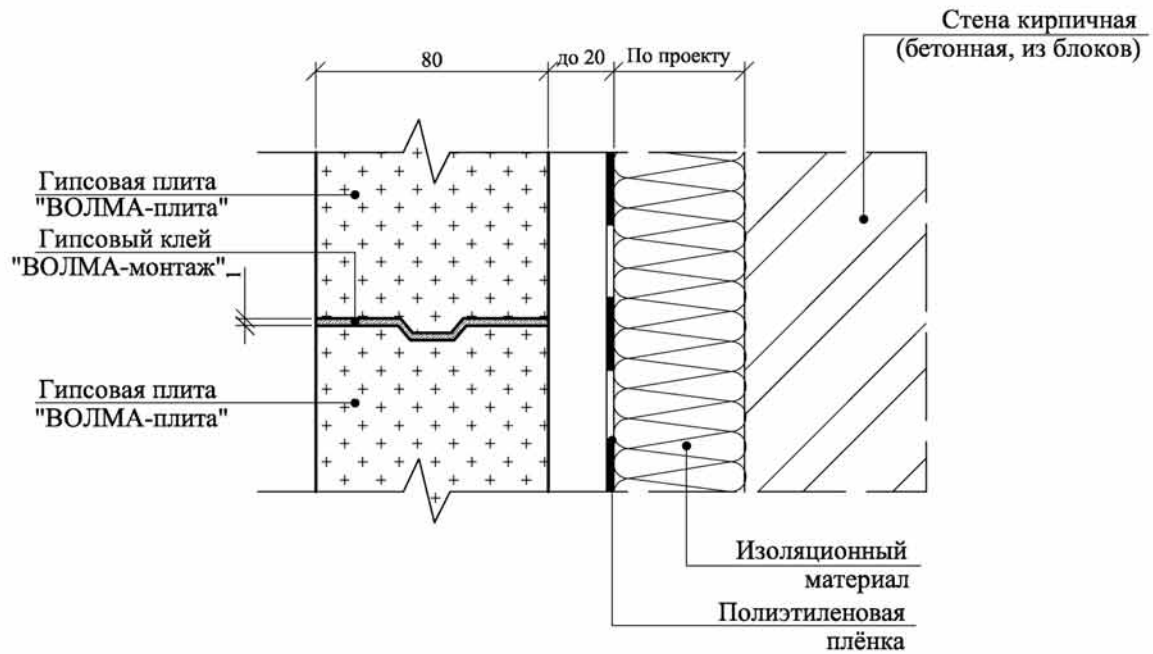 Стена кирпичная
(бетонная, из блоков)
80
до 20
По проекту
Гипсовая плита
"ВОЛМА-плита"
Гипсовый клей
"ВОЛМА-монтаж"
1
Гипсовая плита
"ВОЛМА-плита"
Изоляционный
материал
Полиэтиленовая
плёнка